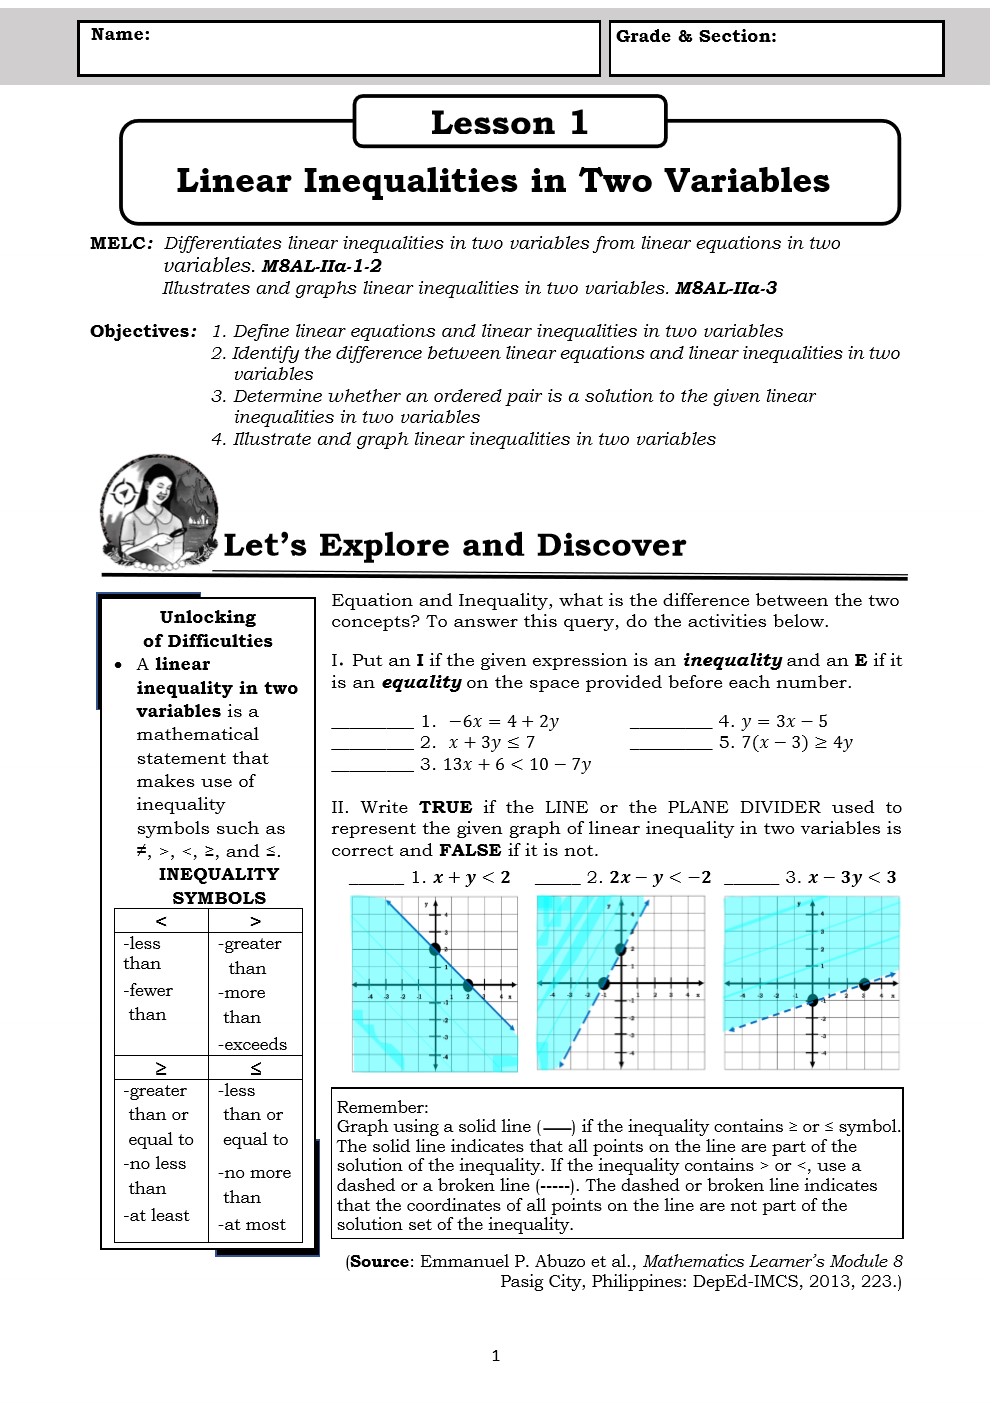 Name:
Grade & Section:
Lesson 1
Linear Inequalities in Two Variables
MELC: Differentiates linear inequalities in two variables from linear equations in two
variables. M8AL-IIa-1-2
Illustrates and graphs linear inequalities in two variables. M8AL-IIa-3
Objectives: 1. Define linear equations and linear inequalities in two variables
2. Identify the difference between linear equations and linear inequalities in two
variables
3. Determine whether an ordered pair is a solution to the given linear
inequalities in two variables
4. Illustrate and graph linear inequalities in two variables
Let's Explore and Discover
Unlocking
of Difficulties
• A linear
inequality in two
variables is a
mathematical
statement that
makes use of
inequality
symbols such as
≠, >, <, ≥, and ≤.
INEQUALITY
SYMBOLS
< >
-less
than
-fewer
than
-greater
than
-more
than
-exceeds
≥ ≤
-greater
than or
equal to
-no less
than
-at least
-less
than or
equal to
-no more
than
-at most
Equation and Inequality, what is the difference between the two
concepts? To answer this query, do the activities below.
I. Put an I if the given expression is an inequality and an E if it
is an equality on the space provided before each number.
_________ 1. −6x = 4 + 2y _________ 4. y = 3x − 5
_________ 2. x + 3y ≤ 7 _________ 5. 7(x − 3) ≥ 4y
_________ 3. 13x + 6 < 10 − 7y
II. Write TRUE if the LINE or the PLANE DIVIDER used to
represent the given graph of linear inequality in two variables is
correct and FALSE if it is not.
______ 1. x + y < 2 _____ 2. 2x − y < −2 ______ 3. x − 3y < 3
Remember:
Graph using a solid line (——) if the inequality contains ≥ or ≤ symbol.
The solid line indicates that all points on the line are part of the
solution of the inequality. If the inequality contains > or <, use a
dashed or a broken line (-----). The dashed or broken line indicates
that the coordinates of all points on the line are not part of the
solution set of the inequality.
(Source: Emmanuel P. Abuzo et al., Mathematics Learner's Module 8
Pasig City, Philippines: DepEd-IMCS, 2013, 223.)
1